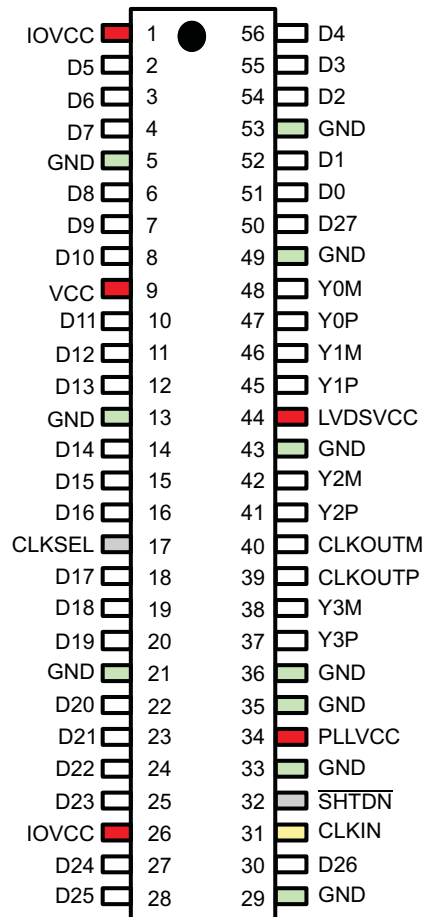 IOVCC 1 56 D4
D5 2 55 D3
D6 3 54 D2
D7 4 53 GND
GND 5 52 D1
D8 6 51 D0
D9 7 50 D27
D10 8 49 GND
VCC 9 48 Y0M
D11 10 47 Y0P
D12 11 46 Y1M
D13 12 45 Y1P
GND 13 44 LVDSVCC
D14 14 43 GND
D15 15 42 Y2M
D16 16 41 Y2P
CLKSEL 17 40 CLKOUTM
D17 18 39 CLKOUTP
D18 19 38 Y3M
D19 20 37 Y3P
GND 21 36 GND
D20 22 35 GND
D21 23 34 PLLVCC
D22 24 33 GND
D23 25 32 SHTDN
IOVCC 26 31 CLKIN
D24 27 30 D26
D25 28 29 GND